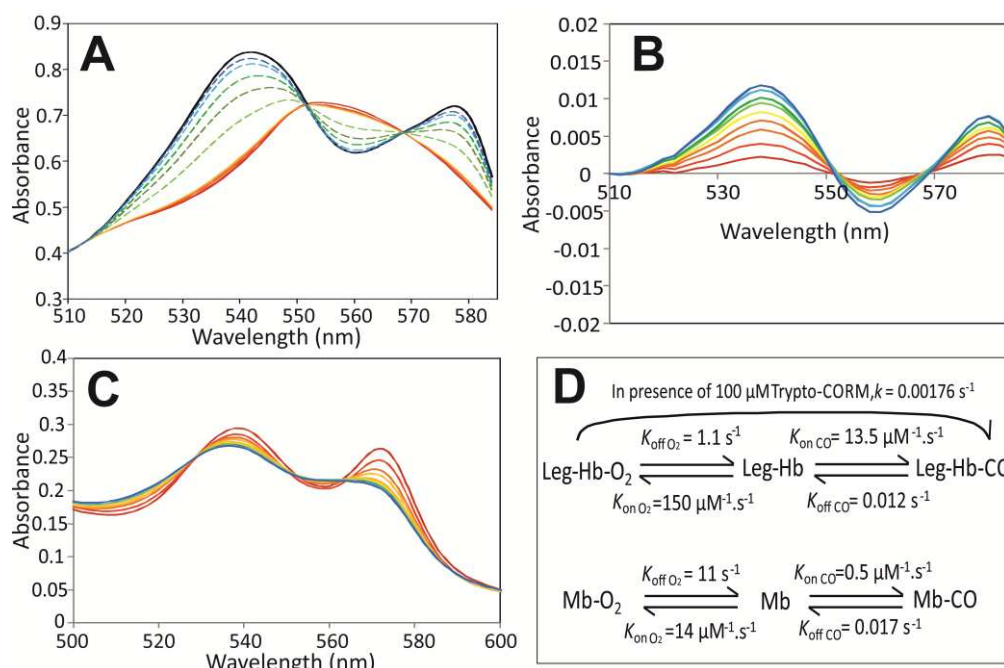 A
Absorbance
0.9
0.8
0.7
0.6
0.5
0.4
0.3
510 520 530 540 550 560 570 580
Wavelength (nm)
B
Absorbance
0.02
0.015
0.01
0.005
0
-0.005
-0.01
-0.015
-0.02
510 530 550 570
Wavelength (nm)
C
Absorbance
0.4
0.35
0.3
0.25
0.2
0.15
0.1
0.05
0
500 520 540 560 580 600
Wavelength (nm)
D
In presence of 100 μMTrypto-CORM,k = 0.00176 s-1
Koff O2 = 1.1 s-1 Kon CO = 13.5 μM-1.s-1
Leg-Hb-O2 Leg-Hb Leg-Hb-CO
Kon O2 =150 μM-1.s-1 Koff CO = 0.012 s-1
Koff O2 = 11 s-1 Kon CO=0.5 μM-1.s-1
Mb-O2 Mb Mb-CO
Kon O2 =14 μM-1.s-1 Koff CO = 0.017 s-1